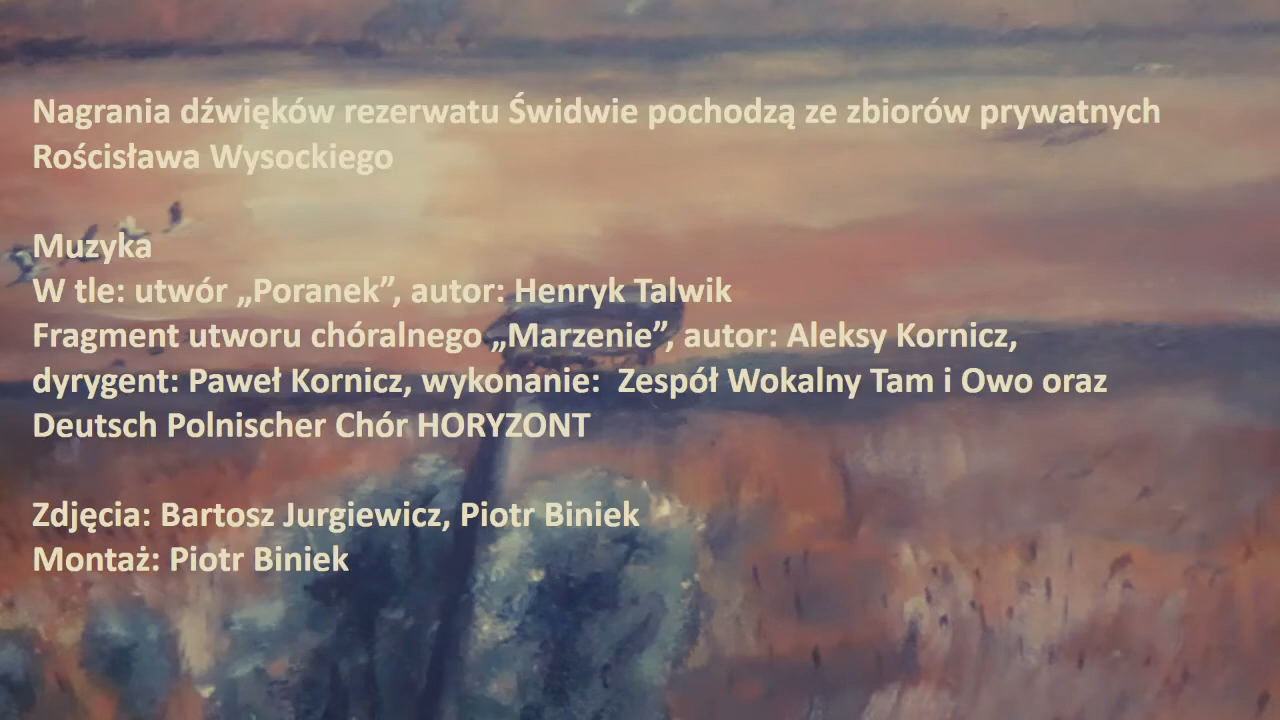 Nagrania dźwięków rezerwatu Świdwie pochodzą ze zbiorów prywatnych
Rościsława Wysockiego
Muzyka
W tle: utwór „Poranek”, autor: Henryk Talwik
Fragment utworu chóralnego „Marzenie”, autor: Aleksy Kornicz,
dyrygent: Paweł Kornicz, wykonanie: Zespół Wokalny Tam i Owo oraz
Deutsch Polnischer Chór HORYZONT
Zdjęcia: Bartosz Jurgiewicz, Piotr Biniek
Montaż: Piotr Biniek